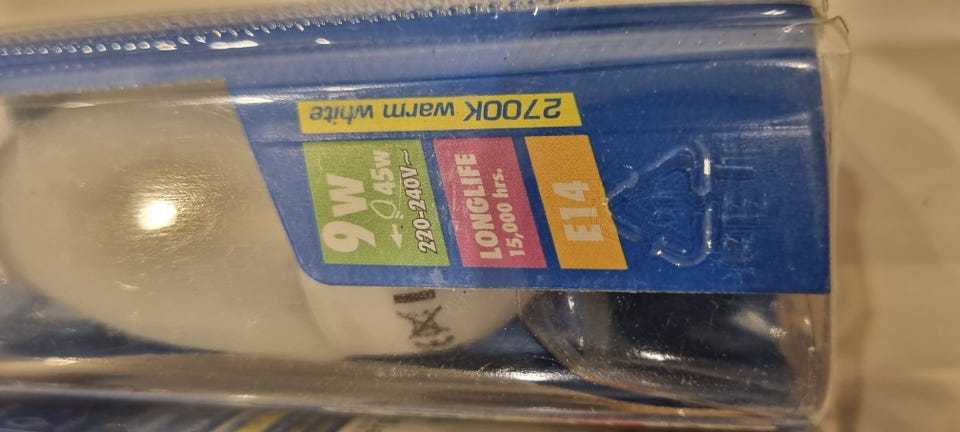 2700K warm white
9W
45w
220-240V~
LONGLIFE
15,000 hrs.
E14